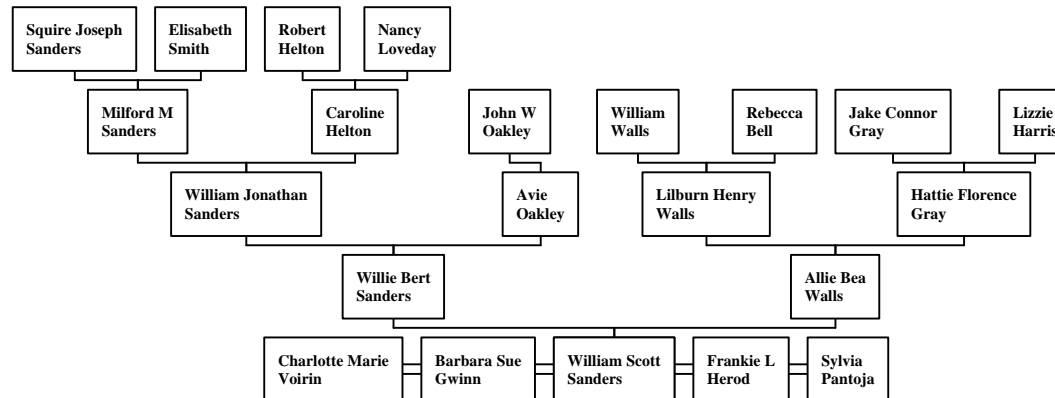 Squire Joseph
Sanders
Elisabeth
Smith
Robert
Helton
Nancy
Loveday
Milford M
Sanders
Caroline
Helton
John W
Oakley
William
Walls
Rebecca
Bell
Jake Connor
Gray
Lizzie
Harris
William Jonathan
Sanders
Avie
Oakley
Lilburn Henry
Walls
Hattie Florence
Gray
Willie Bert
Sanders
Allie Bea
Walls
Charlotte Marie
Voirin
Barbara Sue
Gwinn
William Scott
Sanders
Frankie L
Herod
Sylvia
Pantoja